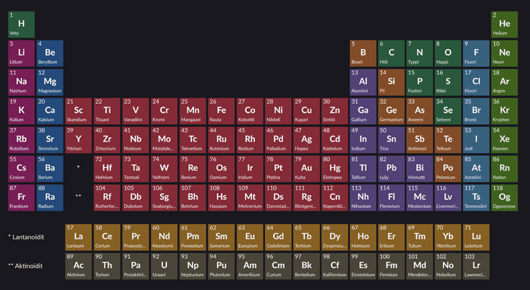 1 2
H He
Vety Helium
3 4 5 6 7 8 9 10
Li Be B C N O F Ne
Litium Beryllium Boori Hiili Typpi Happi Fluori Neon
11 12 13 14 15 16 17 18
Na Mg Al Si P S Cl Ar
Natrium Magnesium Alumiini Pii Fosfori Rikki Kloori Argon
19 20 21 22 23 24 25 26 27 28 29 30 31 32 33 34 35 36
K Ca Sc Ti V Cr Mn Fe Co Ni Cu Zn Ga Ge As Se Br Kr
Kalium Kalsium Skandium Titaani Vanadiini Kromi Mangaani Rauta Koboltti Nikkeli Kupari Sinkki Gallium Germanium Arseeni Seleeni Bromi Krypton
37 38 39 40 41 42 43 44 45 46 47 48 49 50 51 52 53 54
Rb Sr Y Zr Nb Mo Tc Ru Rh Pd Ag Cd In Sn Sb Te I Xe
Rubidium Strontium Yttrium Zirkonium Niobium Molybde... Teknetium Rutenium Rodium Palladium Hopea Kadmium Indium Tina Antimoni Telluuri Jodi Ksenon
55 56 72 73 74 75 76 77 78 79 80 81 82 83 84 85 86
Cs Ba * Hf Ta W Re Os Ir Pt Au Hg Tl Pb Bi Po At Rn
Cesium Barium Hafnium Tantaali Volframi Renium Osmium Iridium Platina Kulta Elohopea Tallium Lyijy Vismutti Polonium Astatiini Radon
87 88 104 105 106 107 108 109 110 111 112 113 114 115 116 117 118
Fr Ra ** Rf Db Sg Bh Hs Mt Ds Rg Cn Nh Fl Mc Lv Ts Og
Frankium Radium Rutherfor... Dubnium Seaborgiu... Bohrium Hassium Meitnerium Darmstad... Röntgeni... Kopernikiu... Nihonium Flerovium Moskovium Livermori... Tennessiini Oganesson
57 58 59 60 61 62 63 64 65 66 67 68 69 70 71
* Lantanoidit La Ce Pr Nd Pm Sm Eu Gd Tb Dy Ho Er Tm Yb Lu
Lantaani Cerium Praseody... Neodyymi Prometium Samarium Europium Gadolinium Terbium Dysprosiu... Holmium Erbium Tulium Ytterbium Lutetium
89 90 91 92 93 94 95 96 97 98 99 100 101 102 103
** Aktinoidit Ac Th Pa U Np Pu Am Cm Bk Cf Es Fm Md No Lr
Aktinium Torium Protaktini... Uraani Neptunium Plutonium Amerikium Curium Berkelium Kalifornium Einsteinium Fermium Mendelev... Nobelium Lawrenci...